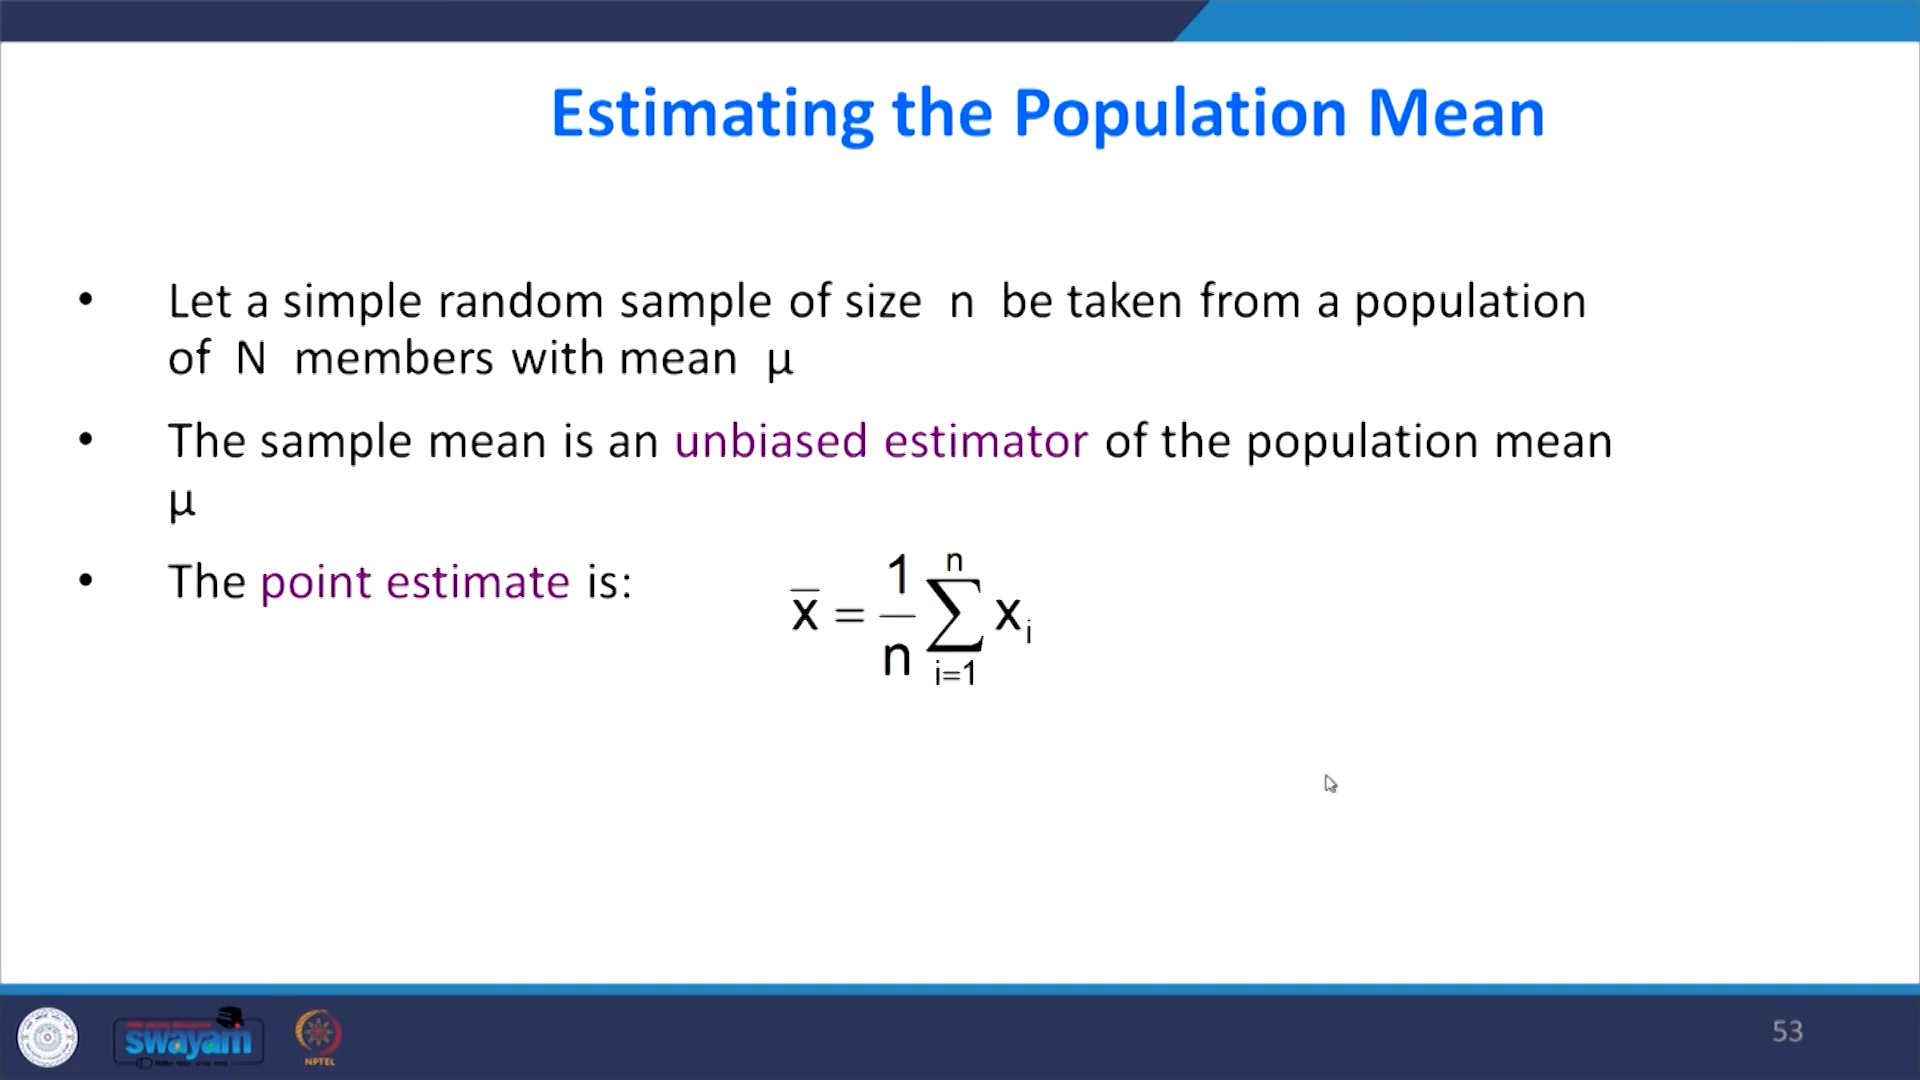 Estimating the Population Mean
• Let a simple random sample of size n be taken from a population
of N members with mean μ
• The sample mean is an unbiased estimator of the population mean
μ
• The point estimate is:
x̄ = 1/n ∑ᵢ₌₁ⁿ xᵢ
swayam
NPTEL
53